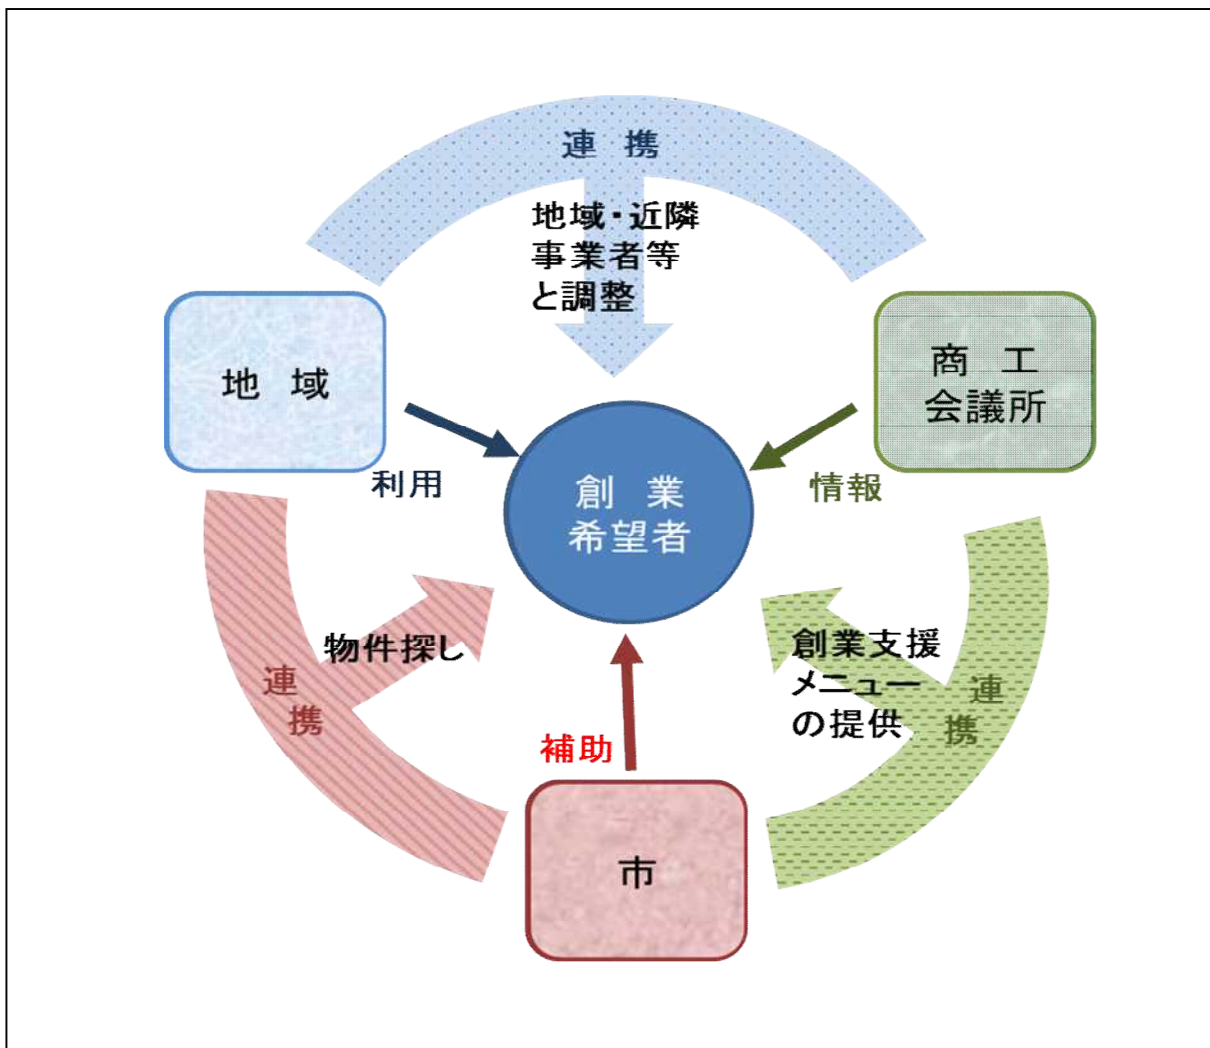 連 携
地域・近隣
事業者等
と調整
地 域
商 工
会議所
利用
情報
創 業
希望者
物件探し
連
携
創業支援
メニュー
の提供
連
携
補助
市